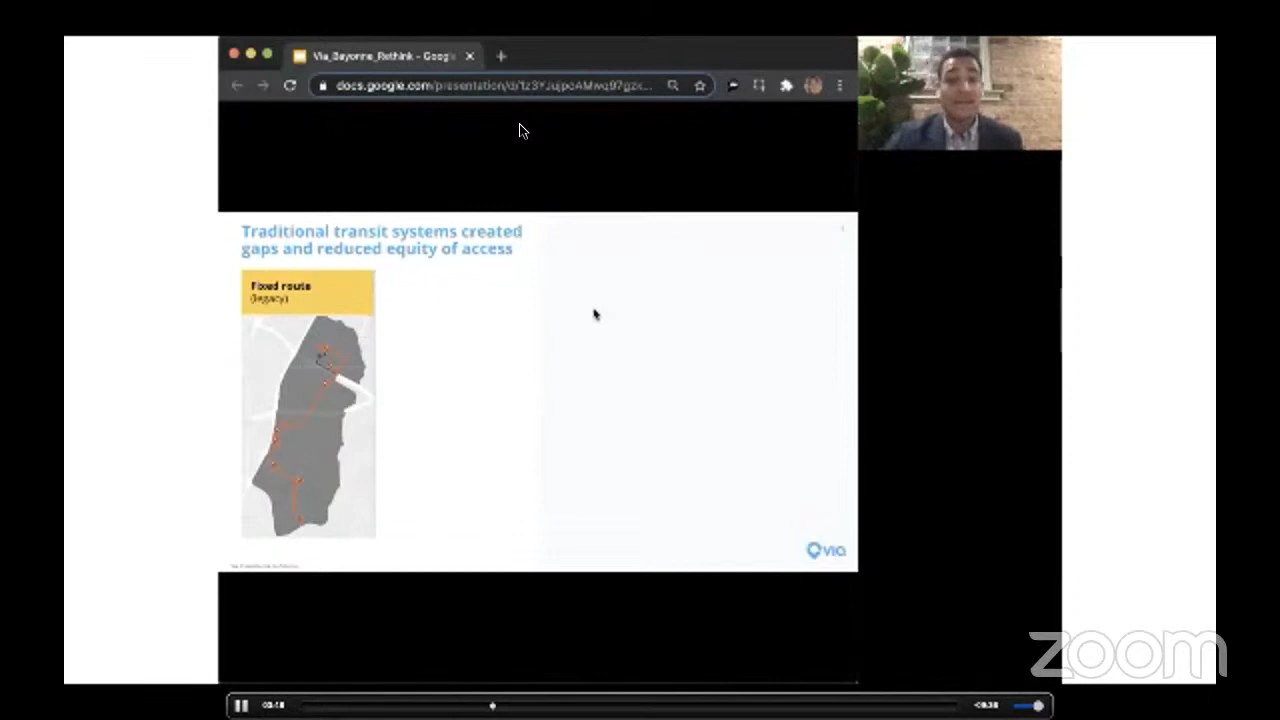 Via_Bayonne_Rethink - Googl
docs.google.com/presentation/d/
Traditional transit systems created
gaps and reduced equity of access
Fixed route
(legacy)
via
zoom